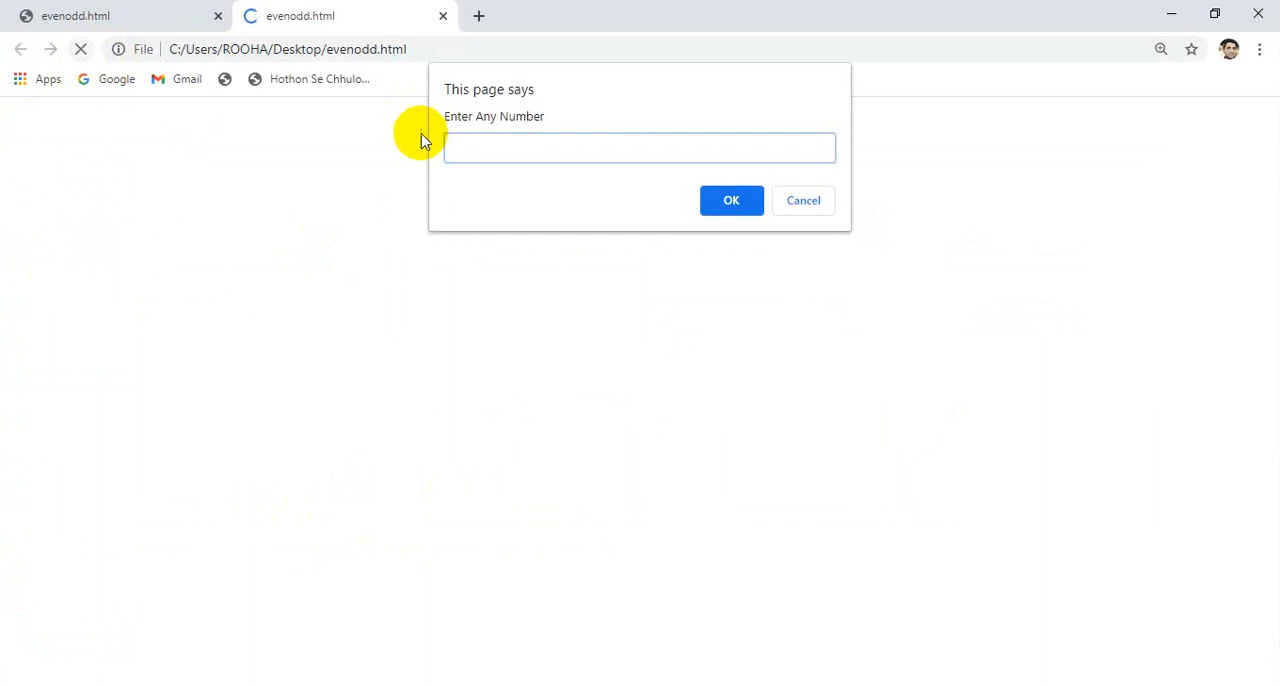 evenodd.html
evenodd.html
File C:/Users/ROOHA/Desktop/evenodd.html
Apps Google Gmail Hothon Se Chhulo...
This page says
Enter Any Number
OK Cancel